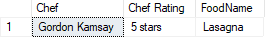 Chef Chef Rating FoodName
1 Gordon Kamsay 5 stars Lasagna